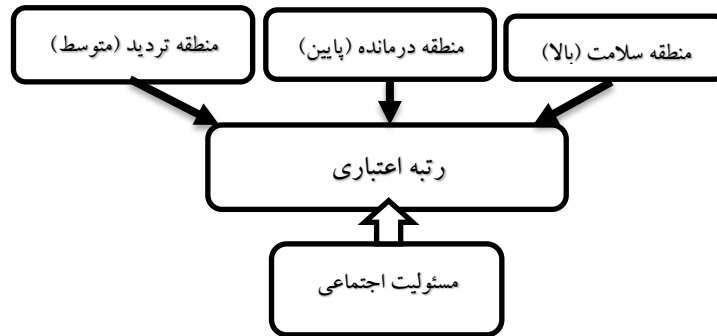 منطقه سلامت (بالا)
منطقه درمانده (پایین)
منطقه تردید (متوسط)
رتبه اعتباری
مسئولیت اجتماعی